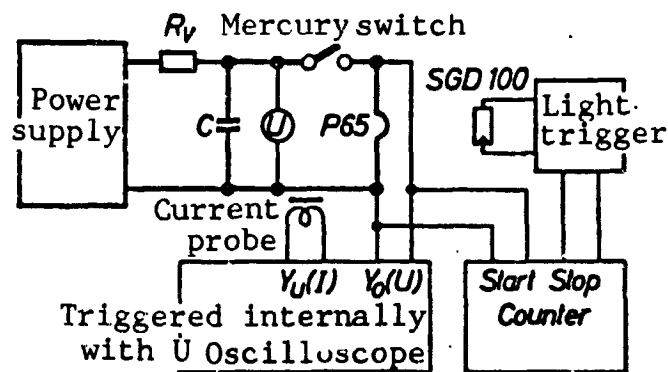 R_V Mercury switch
SGD 100
Power
supply
C
U
P65
Light
trigger
Current
probe
Y_U(I) Y_O(U)
Start Stop
Counter
Triggered internally
with U̇ Oscilloscope